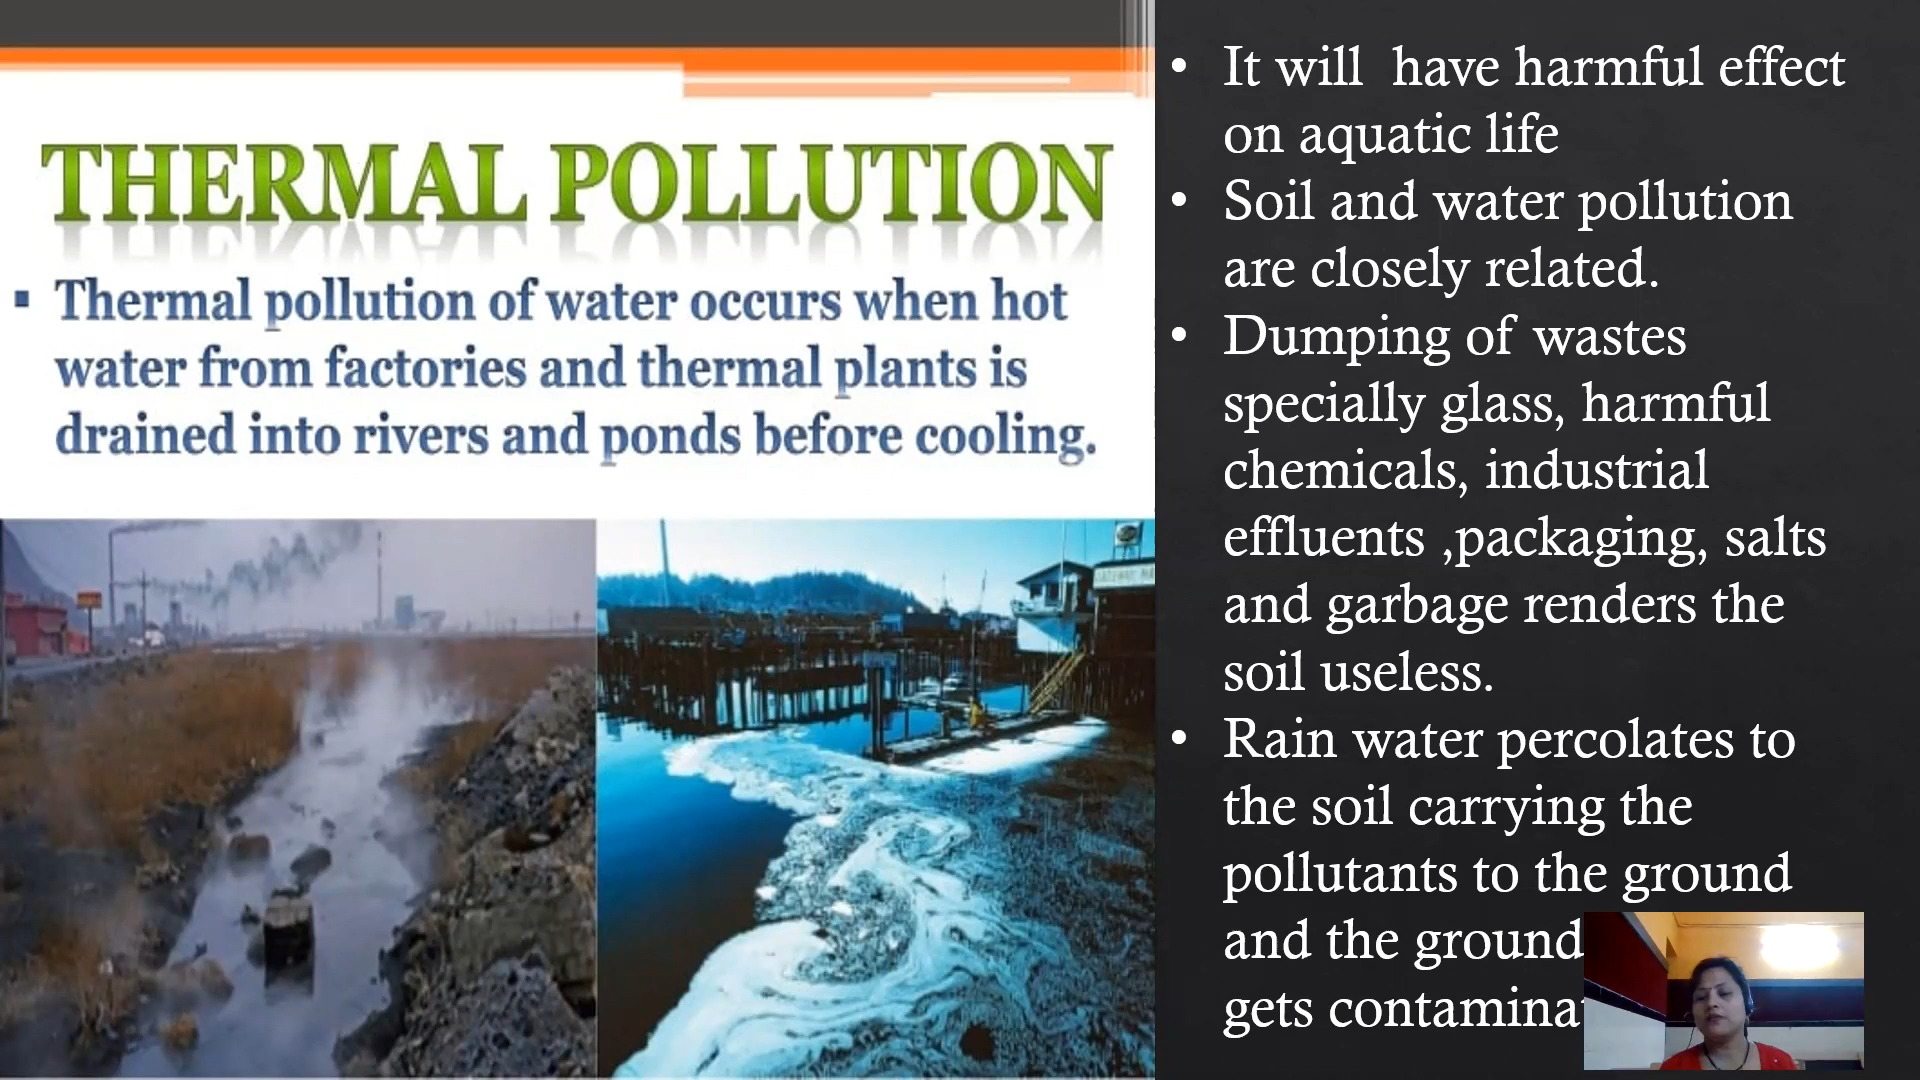 THERMAL POLLUTION
▪ Thermal pollution of water occurs when hot
water from factories and thermal plants is
drained into rivers and ponds before cooling.
• It will have harmful effect
on aquatic life
• Soil and water pollution
are closely related.
• Dumping of wastes
specially glass, harmful
chemicals, industrial
effluents ,packaging, salts
and garbage renders the
soil useless.
• Rain water percolates to
the soil carrying the
pollutants to the ground
and the ground
gets